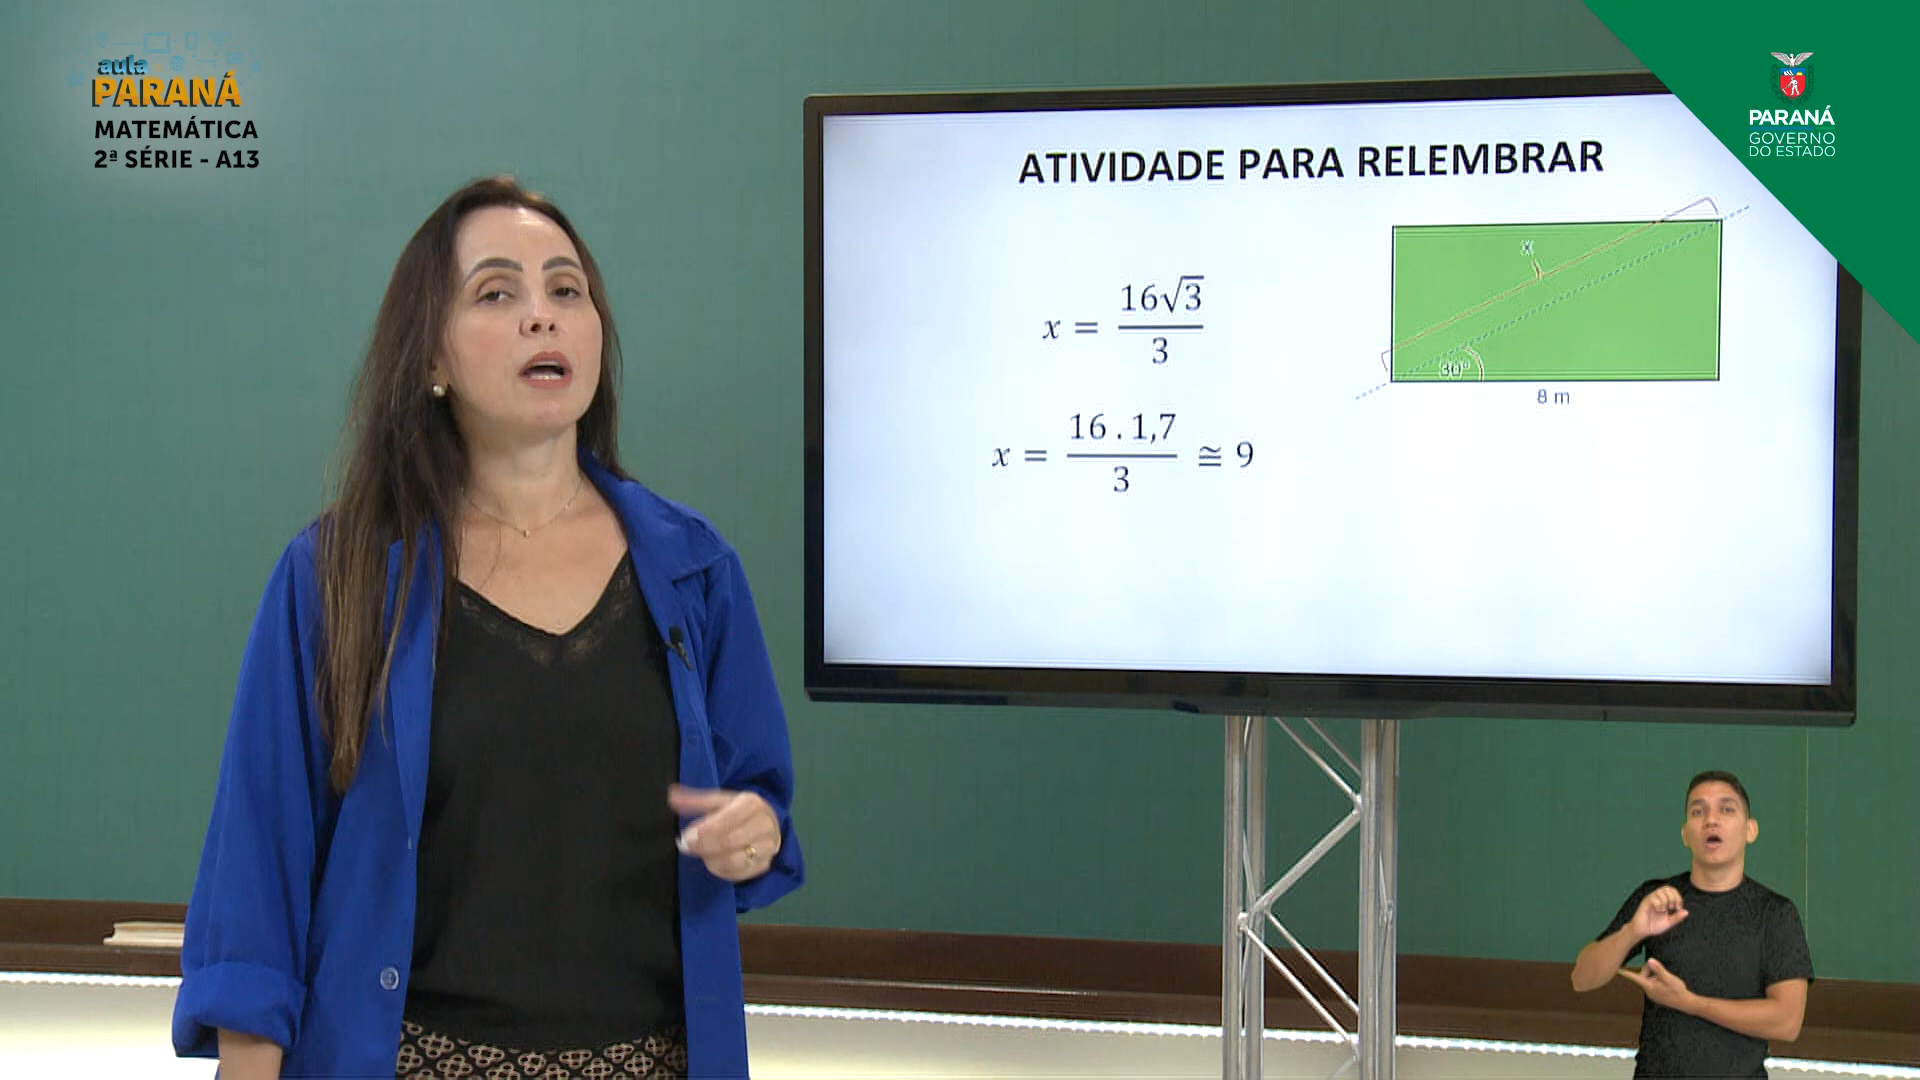 aula
PARANÁ
MATEMÁTICA
2ª SÉRIE - A13
PARANÁ
GOVERNO
DO ESTADO
ATIVIDADE PARA RELEMBRAR
x = 16√3 / 3
x = 16 . 1,7 / 3 ≅ 9
x
30º
8 m